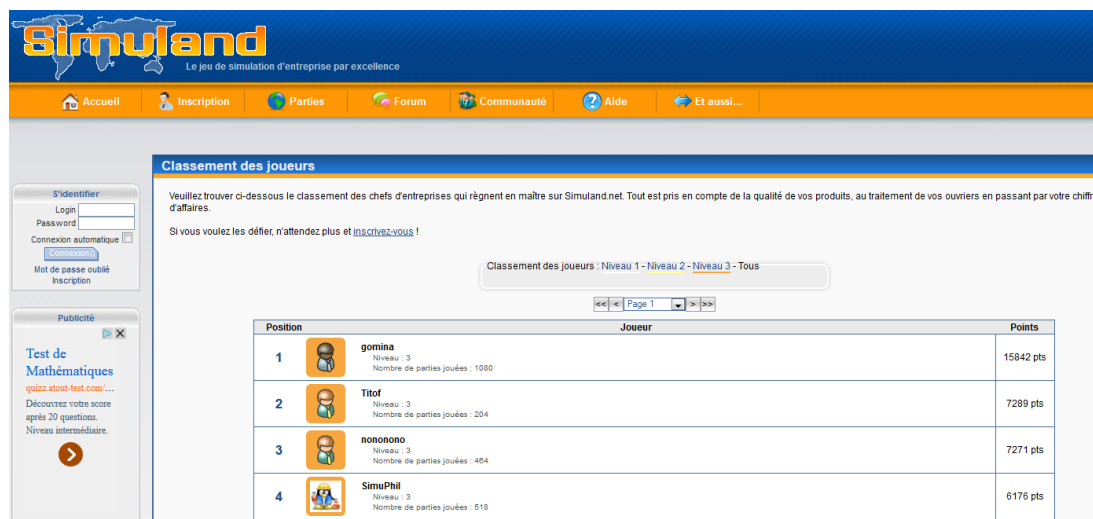 Simuland
Le jeu de simulation d'entreprise par excellence
Accueil
Inscription
Parties
Forum
Communauté
Aide
Et aussi...
S'identifier
Login
Password
Connexion automatique
Connexion
Mot de passe oublié
Inscription
Publicité
Test de
Mathématiques
quizz.atout-test.com/…
Découvrez votre score
après 20 questions.
Niveau intermédiaire.
Classement des joueurs
Veuillez trouver ci-dessous le classement des chefs d'entreprises qui règnent en maître sur Simuland.net. Tout est pris en compte de la qualité de vos produits, au traitement de vos ouvriers en passant par votre chiffr
d'affaires.
Si vous voulez les défier, n'attendez plus et inscrivez-vous !
Classement des joueurs : Niveau 1 - Niveau 2 - Niveau 3 - Tous
<< < Page 1 > >>
Position Joueur Points
1 gomina 15842 pts
Niveau : 3
Nombre de parties jouées : 1080
2 Titof 7289 pts
Niveau : 3
Nombre de parties jouées : 204
3 nononono 7271 pts
Niveau : 3
Nombre de parties jouées : 464
4 SimuPhil 6176 pts
Niveau : 3
Nombre de parties jouées : 518